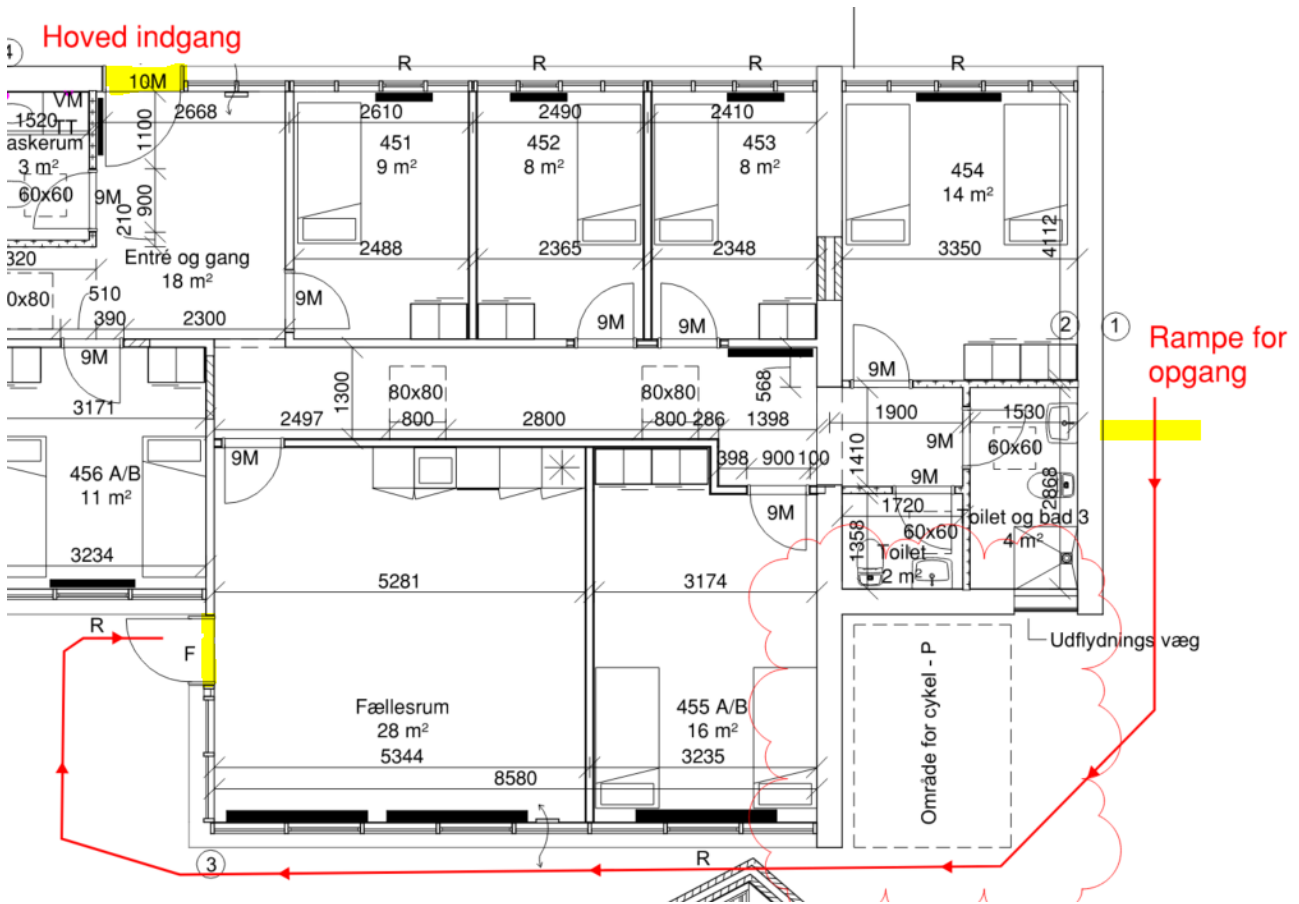 Hoved indgang
4
10M
R
R
R
R
VM
TT
1520
askerum
3 m²
60x60
9M
1100
900
210
2668
2610
2490
2410
451
9 m²
452
8 m²
453
8 m²
454
14 m²
4112
2488
2365
2348
3350
Entré og gang
18 m²
320
0x80
510
390
2300
9M
9M
9M
9M
9M
2
1
Rampe for
opgang
3171
1300
80x80
80x80
568
2497
800
2800
800
286
1398
1900
1530
9M
60x60
9M
398
900
100
1410
9M
2868
456 A/B
11 m²
9M
1720
60x60
Toilet og bad 3
4 m²
1358
Toilet
2 m²
3234
5281
3174
R
F
Udflydnings væg
Fællesrum
28 m²
455 A/B
16 m²
Område for cykel - P
5344
3235
8580
3
R